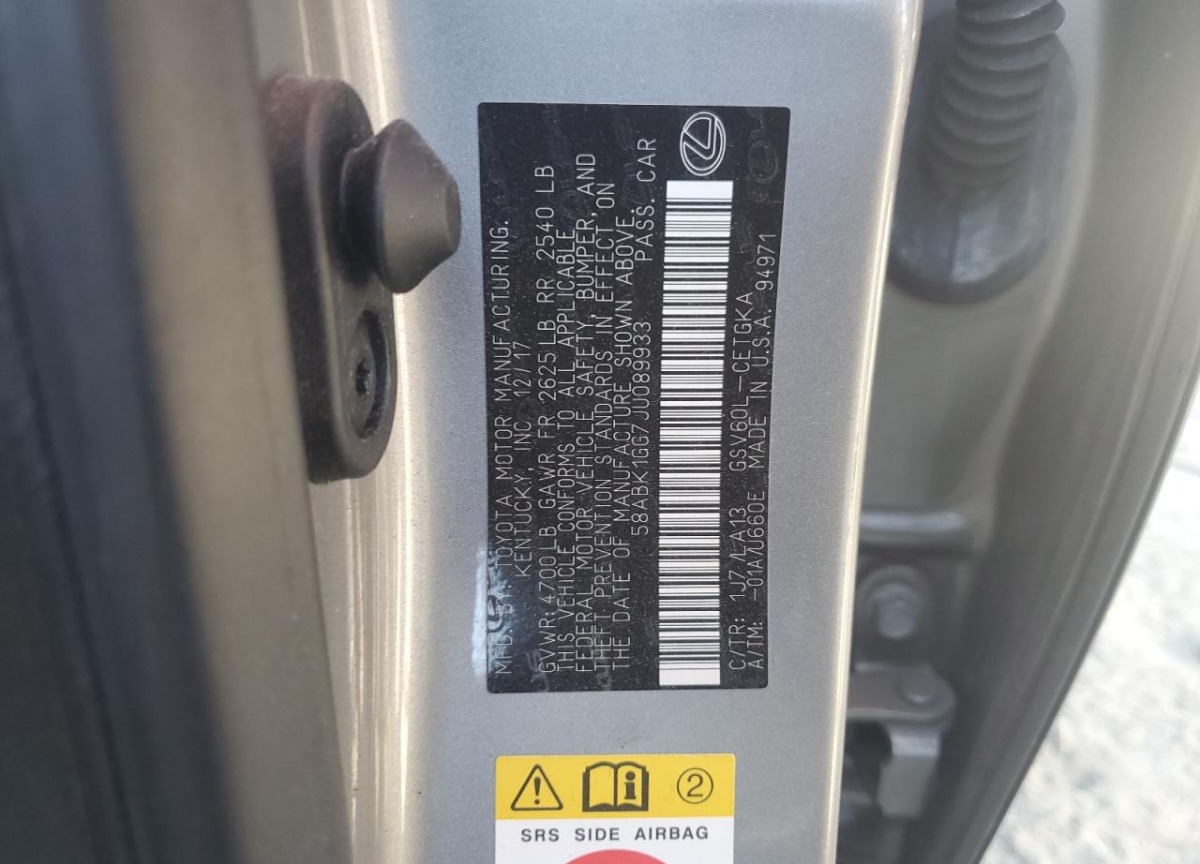 MFD. BY: TOYOTA MOTOR MANUFACTURING.
KENTUCKY, INC. 12/17
GVWR: 4700LB GAWR FR 2625 LB RR 2540 LB
THIS VEHICLE CONFORMS TO ALL APPLICABLE
FEDERAL MOTOR VEHICLE SAFETY, BUMPER, AND
THEFT PREVENTION STANDARDS IN EFFECT ON
THE DATE OF MANUFACTURE SHOWN ABOVE.
58ABK1GG7JU089933 PASS. CAR
C/TR: 1J7/LA13 GSV60L-CETGKA
A/TM: -01A/U660E MADE IN U.S.A. 94971
2
SRS SIDE AIRBAG